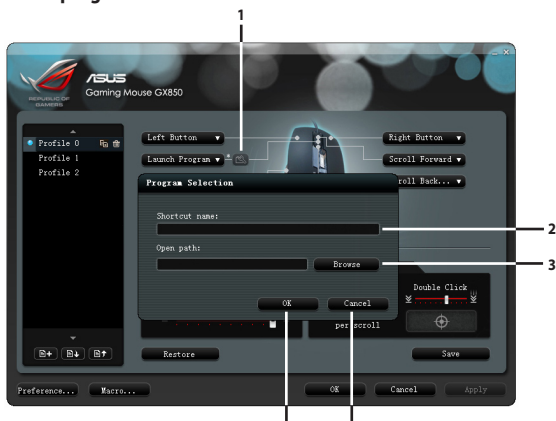 1
ASUS
Gaming Mouse GX850
REPUBLIC OF
GAMERS
Profile 0
Profile 1
Profile 2
Left Button
Right Button
Launch Program
Scroll Forward
roll Back...
Program Selection
Shortcut name:
2
Open path:
Browse
3
OK
Cancel
Double Click
per scroll
Restore
Save
Preference...
Macro...
OK
Cancel
Apply